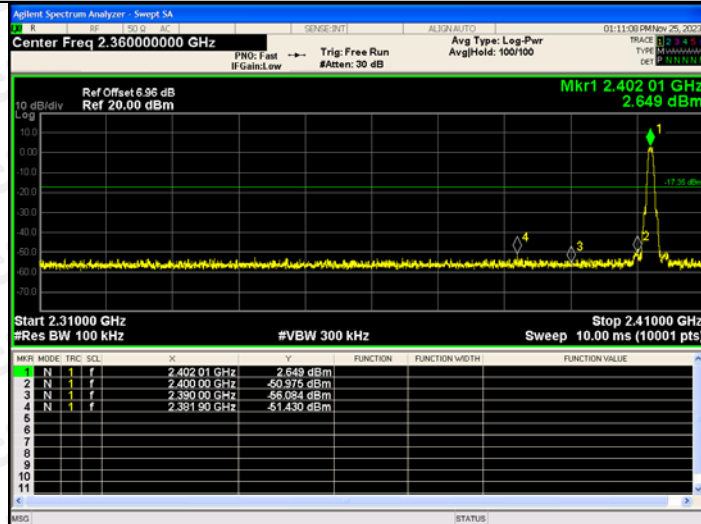 Agilent Spectrum Analyzer - Swept SA
R RF 50 Ω AC SENSE:INT ALIGN AUTO 01:11:08 PM Nov 25, 2023
Center Freq 2.360000000 GHz Avg Type: Log-Pwr TRACE 1 2 3 4 5
PNO: Fast Trig: Free Run Avg|Hold: 100/100 TYPE M
IFGain:Low #Atten: 30 dB DET P N N N N
Mkr1 2.402 01 GHz
Ref Offset 6.96 dB
10 dB/div Ref 20.00 dBm 2.649 dBm
Log
10.0
0.00
-10.0
-20.0
-30.0
-40.0
-50.0
-60.0
-70.0
1
-17.35 dBm
4
3
2
Start 2.31000 GHz Stop 2.41000 GHz
#Res BW 100 kHz #VBW 300 kHz Sweep 10.00 ms (10001 pts)
MKR MODE TRC SCL X Y FUNCTION FUNCTION WIDTH FUNCTION VALUE
1 N 1 f 2.402 01 GHz 2.649 dBm
2 N 1 f 2.400 00 GHz -50.975 dBm
3 N 1 f 2.390 00 GHz -56.084 dBm
4 N 1 f 2.381 90 GHz -51.430 dBm
5
6
7
8
9
10
11
MSG STATUS